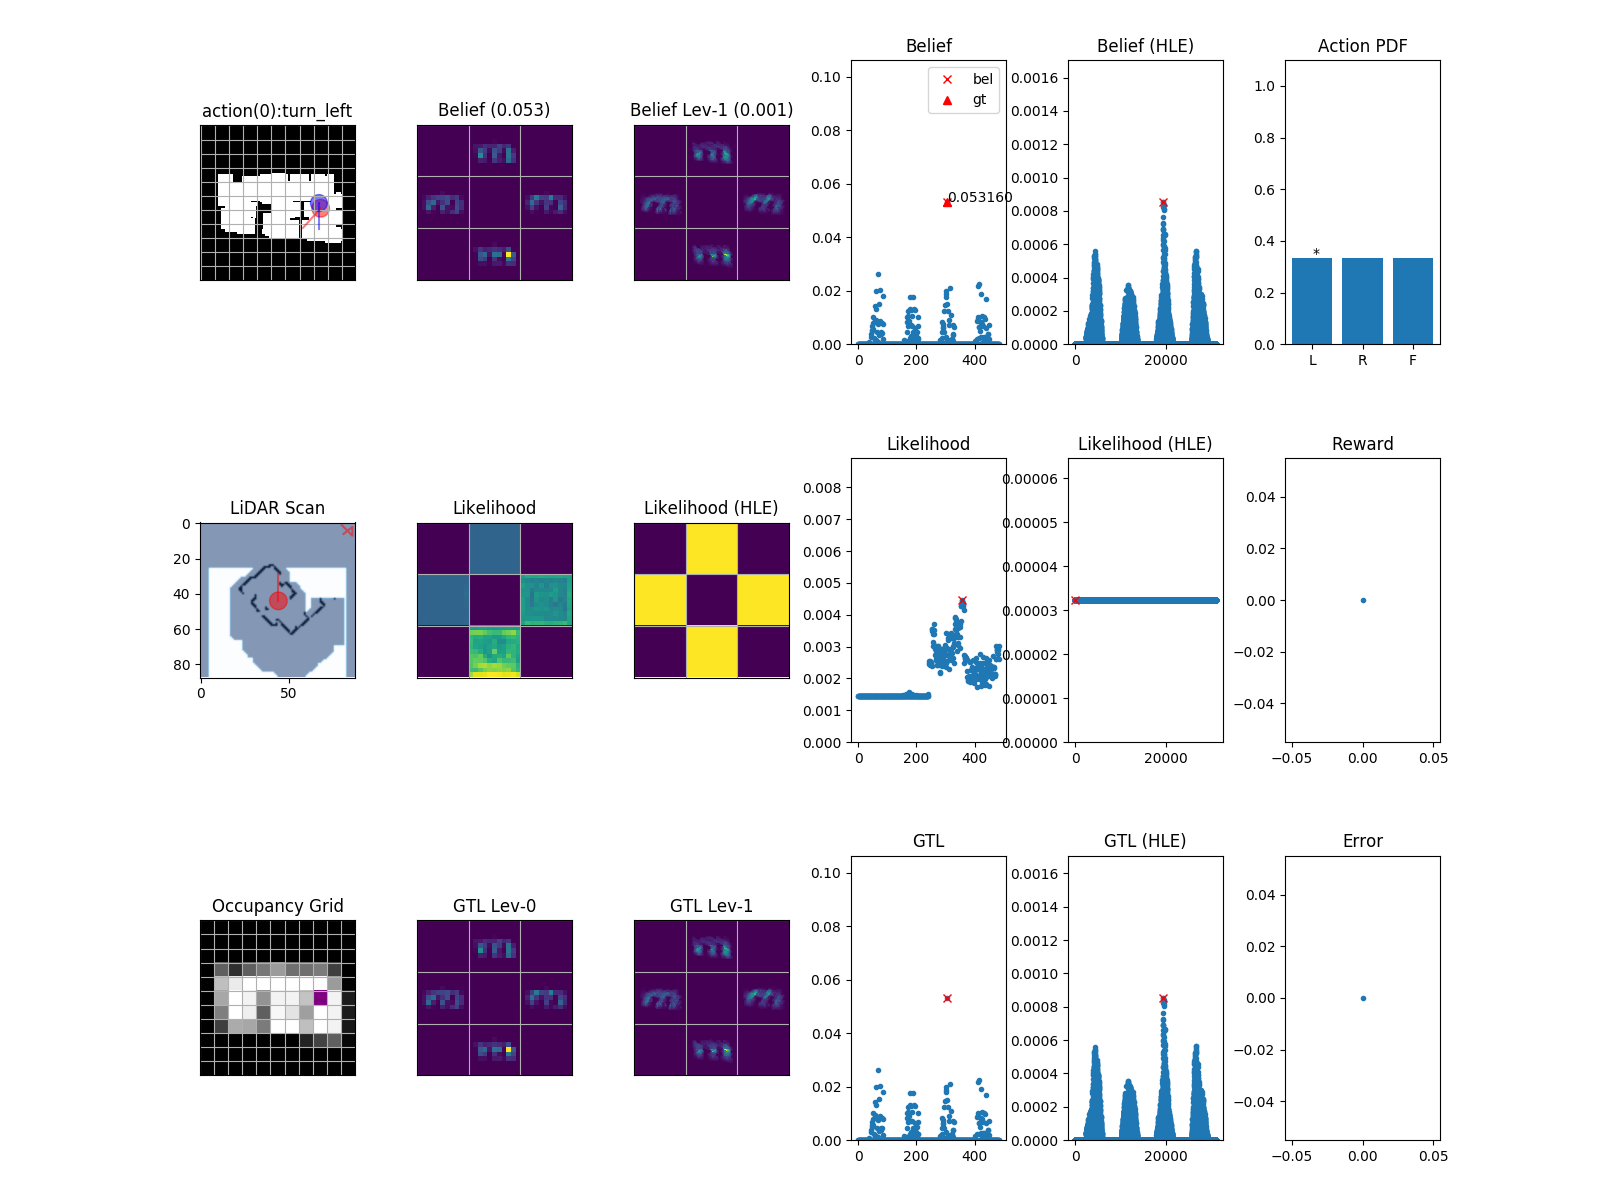 Belief
Belief (HLE)
Action PDF
action(0):turn_left
Belief (0.053)
Belief Lev-1 (0.001)
0.10
0.08
0.06
0.04
0.02
0.00
bel
gt
0.053160
0 200 400
0.0016
0.0014
0.0012
0.0010
0.0008
0.0006
0.0004
0.0002
0.0000
0 20000
1.0
0.8
0.6
0.4
0.2
0.0
*
L R F
Likelihood
Likelihood (HLE)
Reward
LiDAR Scan
Likelihood
Likelihood (HLE)
0
20
40
60
80
0 50
0.008
0.007
0.006
0.005
0.004
0.003
0.002
0.001
0.000
0 200 400
0.00006
0.00005
0.00004
0.00003
0.00002
0.00001
0.00000
0 20000
0.04
0.02
0.00
−0.02
−0.04
−0.05 0.00 0.05
GTL
GTL (HLE)
Error
Occupancy Grid
GTL Lev-0
GTL Lev-1
0.10
0.08
0.06
0.04
0.02
0.00
0 200 400
0.0016
0.0014
0.0012
0.0010
0.0008
0.0006
0.0004
0.0002
0.0000
0 20000
0.04
0.02
0.00
−0.02
−0.04
−0.05 0.00 0.05